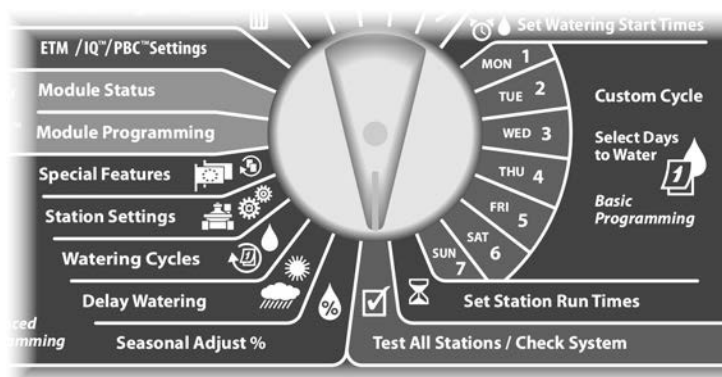 Set Watering Start Times
ETM / IQ™/PBC™Settings
Module Status
Module Programming
Special Features
Station Settings
Watering Cycles
Delay Watering
Seasonal Adjust %
MON 1
TUE 2
WED 3
THU 4
FRI 5
SAT 6
SUN 7
Custom Cycle
Select Days
to Water
1
Basic
Programming
%
Set Station Run Times
Test All Stations / Check System